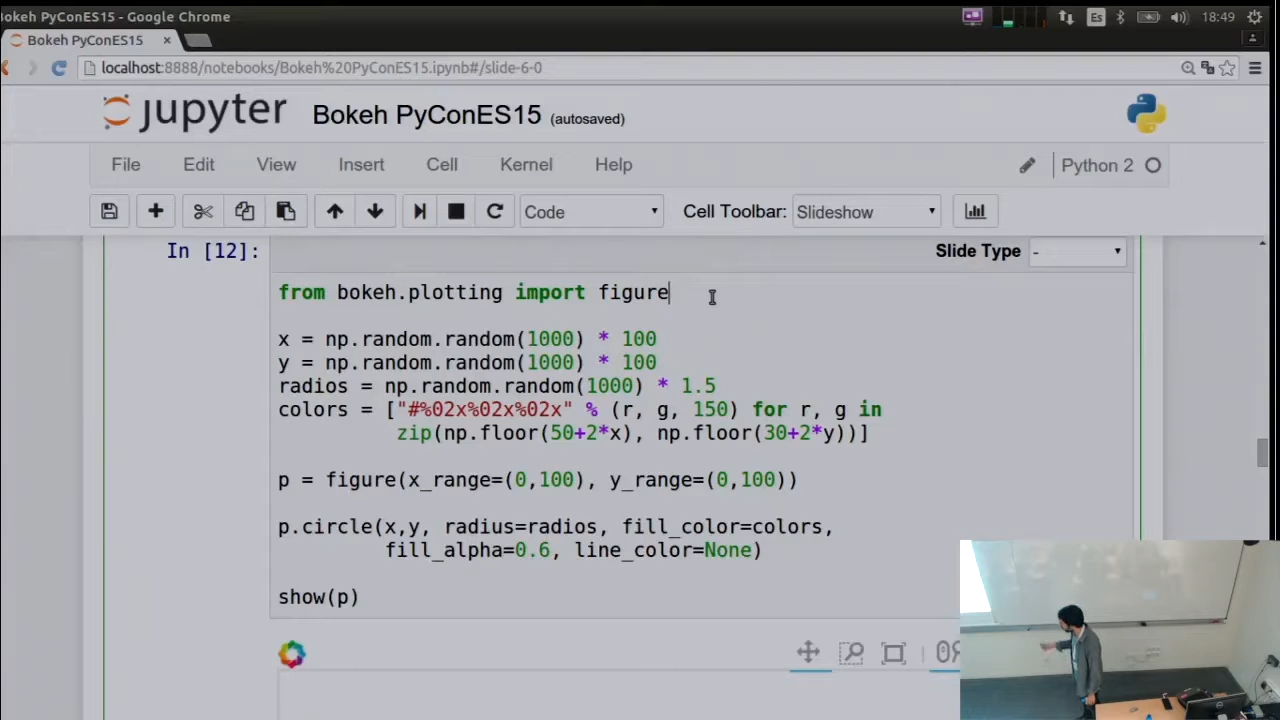 Bokeh PyConES15 - Google Chrome
Es
18:49
Bokeh PyConES15 ×
localhost:8888/notebooks/Bokeh%20PyConES15.ipynb#/slide-6-0
jupyter Bokeh PyConES15 (autosaved)
File Edit View Insert Cell Kernel Help
Python 2
Code
Cell Toolbar: Slideshow
In [12]:
Slide Type -
from bokeh.plotting import figure
x = np.random.random(1000) * 100
y = np.random.random(1000) * 100
radios = np.random.random(1000) * 1.5
colors = ["#%02x%02x%02x" % (r, g, 150) for r, g in
zip(np.floor(50+2*x), np.floor(30+2*y))]
p = figure(x_range=(0,100), y_range=(0,100))
p.circle(x,y, radius=radios, fill_color=colors,
fill_alpha=0.6, line_color=None)
show(p)